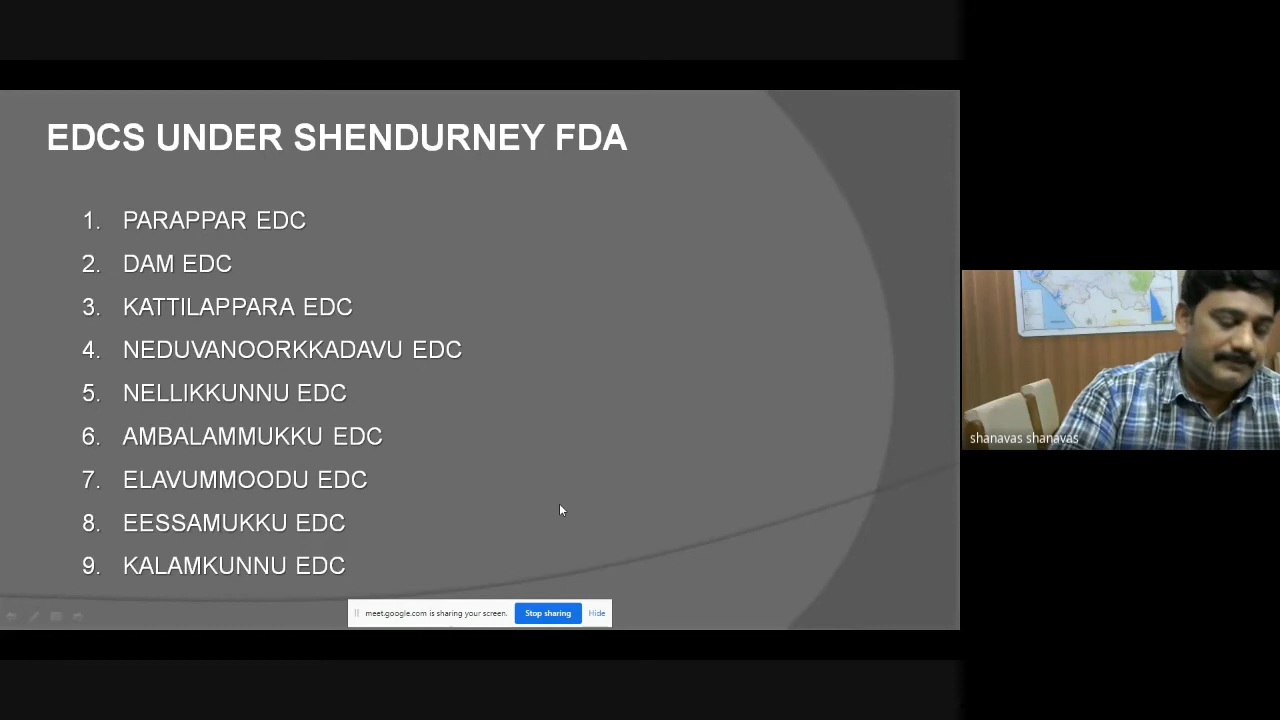 EDCS UNDER SHENDURNEY FDA
1. PARAPPAR EDC
2. DAM EDC
3. KATTILAPPARA EDC
4. NEDUVANOORKKADAVU EDC
5. NELLIKKUNNU EDC
6. AMBALAMMUKKU EDC
7. ELAVUMMOODU EDC
8. EESSAMUKKU EDC
9. KALAMKUNNU EDC
meet.google.com is sharing your screen. Stop sharing Hide
shanavas shanavas